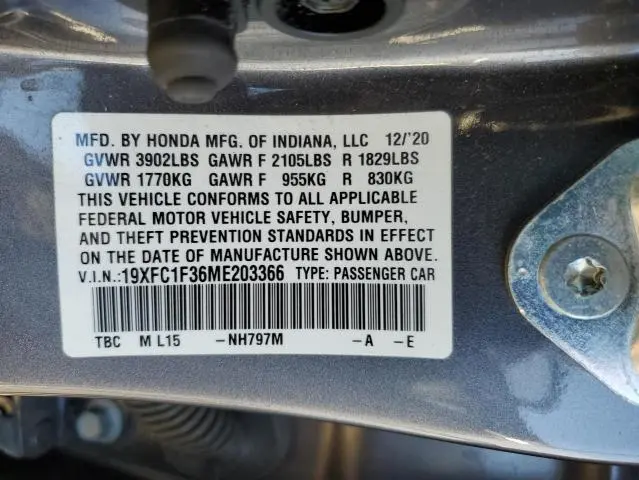 MFD. BY HONDA MFG. OF INDIANA, LLC 12/'20
GVWR 3902LBS GAWR F 2105LBS R 1829LBS
GVWR 1770KG GAWR F 955KG R 830KG
THIS VEHICLE CONFORMS TO ALL APPLICABLE
FEDERAL MOTOR VEHICLE SAFETY, BUMPER,
AND THEFT PREVENTION STANDARDS IN EFFECT
ON THE DATE OF MANUFACTURE SHOWN ABOVE.
V.I.N.:19XFC1F36ME203366 TYPE: PASSENGER CAR
TBC M L15 -NH797M -A -E